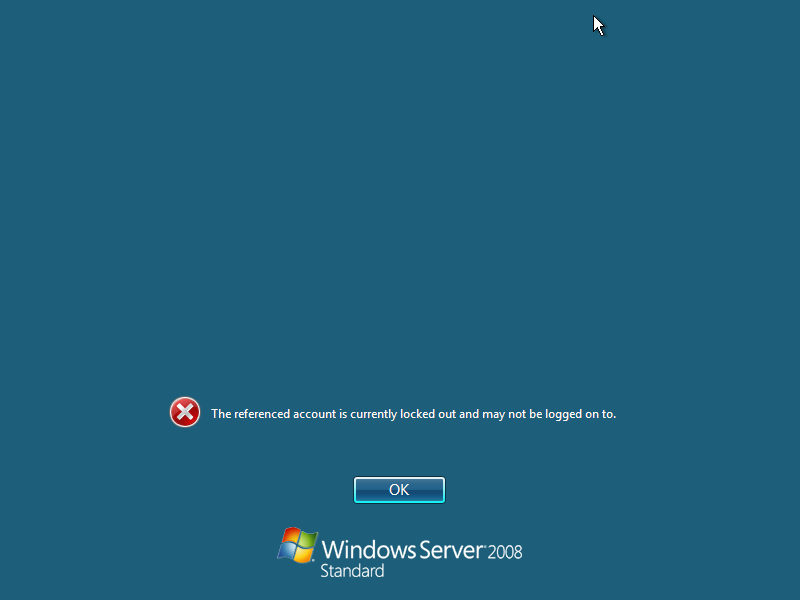 The referenced account is currently locked out and may not be logged on to.
OK
Windows Server 2008
Standard